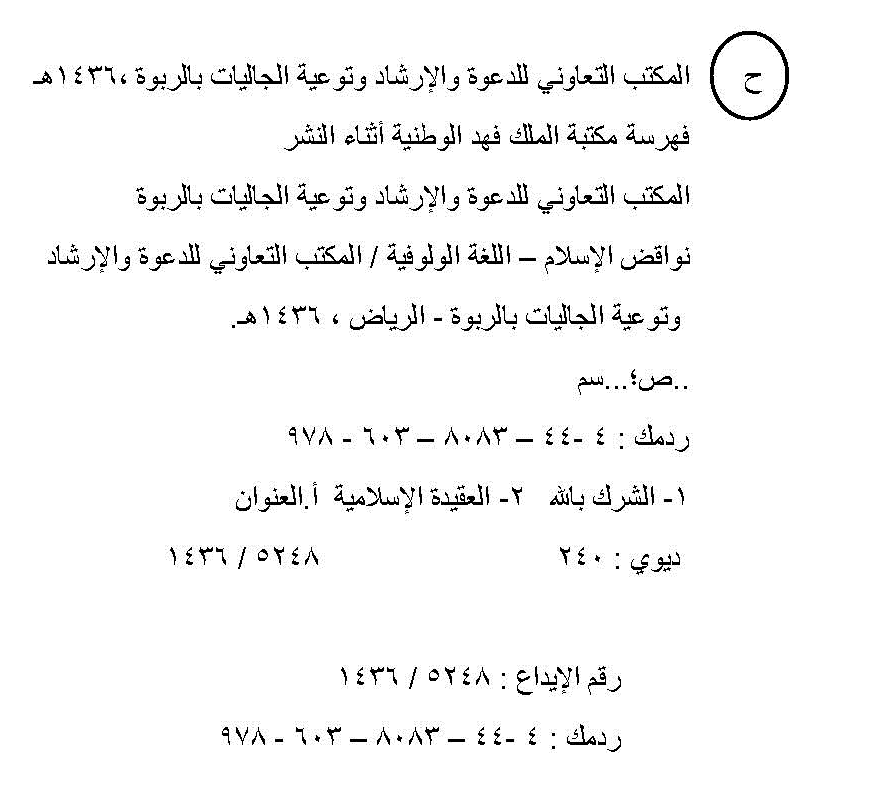 ح المكتب التعاوني للدعوة والإرشاد وتوعية الجاليات بالربوة ،١٤٣٦هـ
فهرسة مكتبة الملك فهد الوطنية أثناء النشر
المكتب التعاوني للدعوة والإرشاد وتوعية الجاليات بالربوة
نواقض الإسلام – اللغة الولوفية / المكتب التعاوني للدعوة والإرشاد
وتوعية الجاليات بالربوة - الرياض ، ١٤٣٦هـ.
..ص؛...سم
ردمك : ٤ -٤٤ – ٨٠٨٣ – ٦٠٣ - ٩٧٨
١- الشرك بالله ٢- العقيدة الإسلامية أ.العنوان
ديوي : ٢٤٠ ٥٢٤٨ / ١٤٣٦
رقم الإيداع : ٥٢٤٨ / ١٤٣٦
ردمك : ٤ -٤٤ – ٨٠٨٣ – ٦٠٣ - ٩٧٨